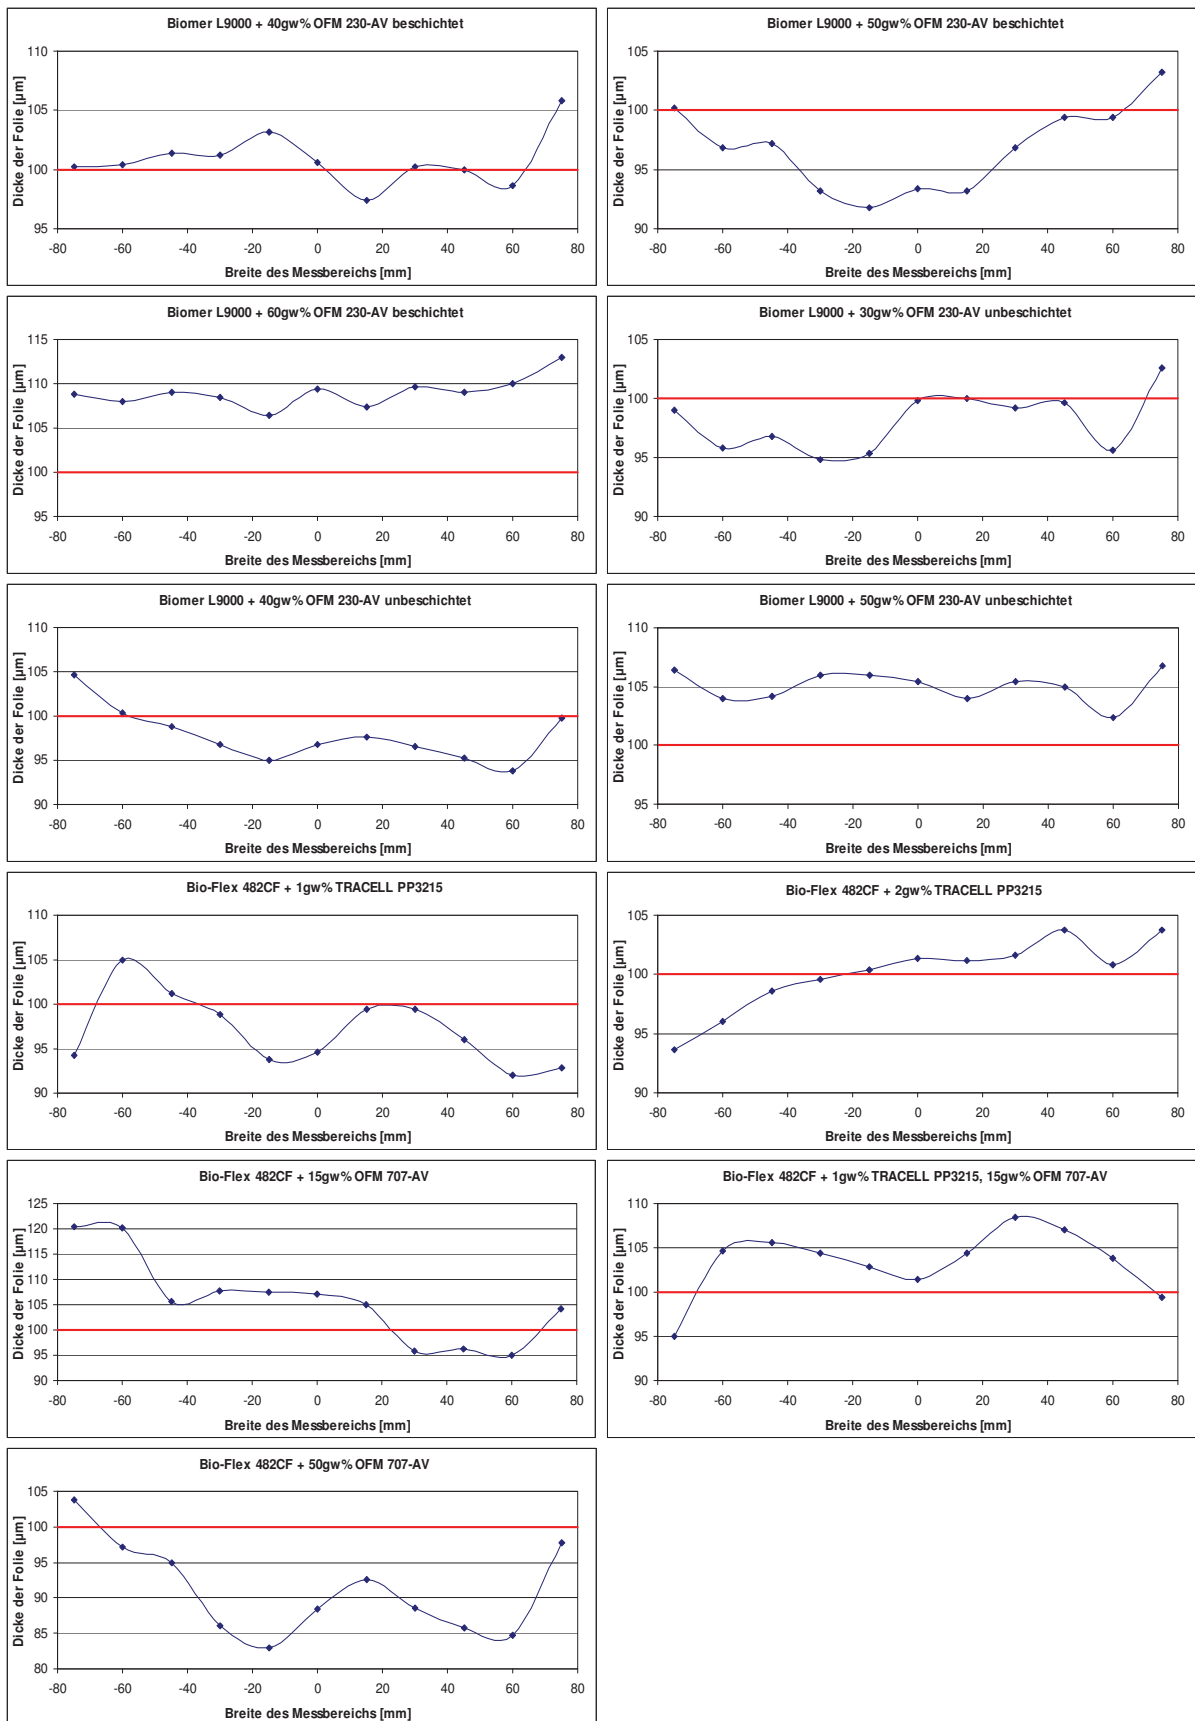 Biomer L9000 + 40gw% OFM 230-AV beschichtet
Dicke der Folie [µm]
110
105
100
95
-80 -60 -40 -20 0 20 40 60 80
Breite des Messbereichs [mm]
Biomer L9000 + 50gw% OFM 230-AV beschichtet
Dicke der Folie [µm]
105
100
95
90
-80 -60 -40 -20 0 20 40 60 80
Breite des Messbereichs [mm]
Biomer L9000 + 60gw% OFM 230-AV beschichtet
Dicke der Folie [µm]
115
110
105
100
95
-80 -60 -40 -20 0 20 40 60 80
Breite des Messbereichs [mm]
Biomer L9000 + 30gw% OFM 230-AV unbeschichtet
Dicke der Folie [µm]
105
100
95
90
-80 -60 -40 -20 0 20 40 60 80
Breite des Messbereichs [mm]
Biomer L9000 + 40gw% OFM 230-AV unbeschichtet
Dicke der Folie [µm]
110
105
100
95
90
-80 -60 -40 -20 0 20 40 60 80
Breite des Messbereichs [mm]
Biomer L9000 + 50gw% OFM 230-AV unbeschichtet
Dicke der Folie [µm]
110
105
100
95
-80 -60 -40 -20 0 20 40 60 80
Breite des Messbereichs [mm]
Bio-Flex 482CF + 1gw% TRACELL PP3215
Dicke der Folie [µm]
110
105
100
95
90
-80 -60 -40 -20 0 20 40 60 80
Breite des Messbereichs [mm]
Bio-Flex 482CF + 2gw% TRACELL PP3215
Dicke der Folie [µm]
105
100
95
90
-80 -60 -40 -20 0 20 40 60 80
Breite des Messbereichs [mm]
Bio-Flex 482CF + 15gw% OFM 707-AV
Dicke der Folie [µm]
125
120
115
110
105
100
95
90
-80 -60 -40 -20 0 20 40 60 80
Breite des Messbereichs [mm]
Bio-Flex 482CF + 1gw% TRACELL PP3215, 15gw% OFM 707-AV
Dicke der Folie [µm]
110
105
100
95
90
-80 -60 -40 -20 0 20 40 60 80
Breite des Messbereichs [mm]
Bio-Flex 482CF + 50gw% OFM 707-AV
Dicke der Folie [µm]
105
100
95
90
85
80
-80 -60 -40 -20 0 20 40 60 80
Breite des Messbereichs [mm]